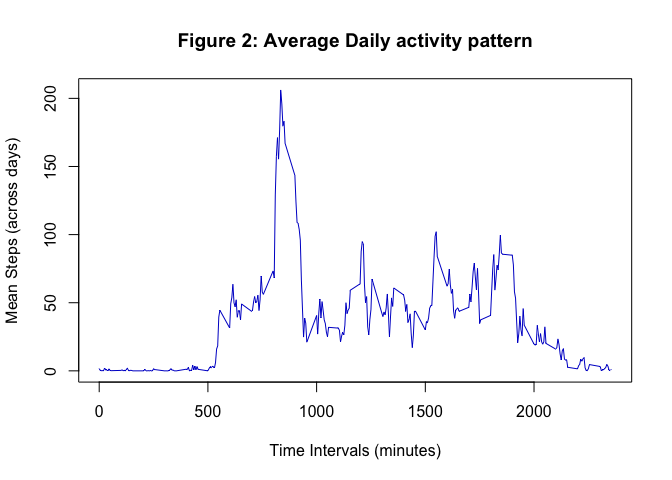 Figure 2: Average Daily activity pattern
Mean Steps (across days)
200
150
100
50
0
0 500 1000 1500 2000
Time Intervals (minutes)